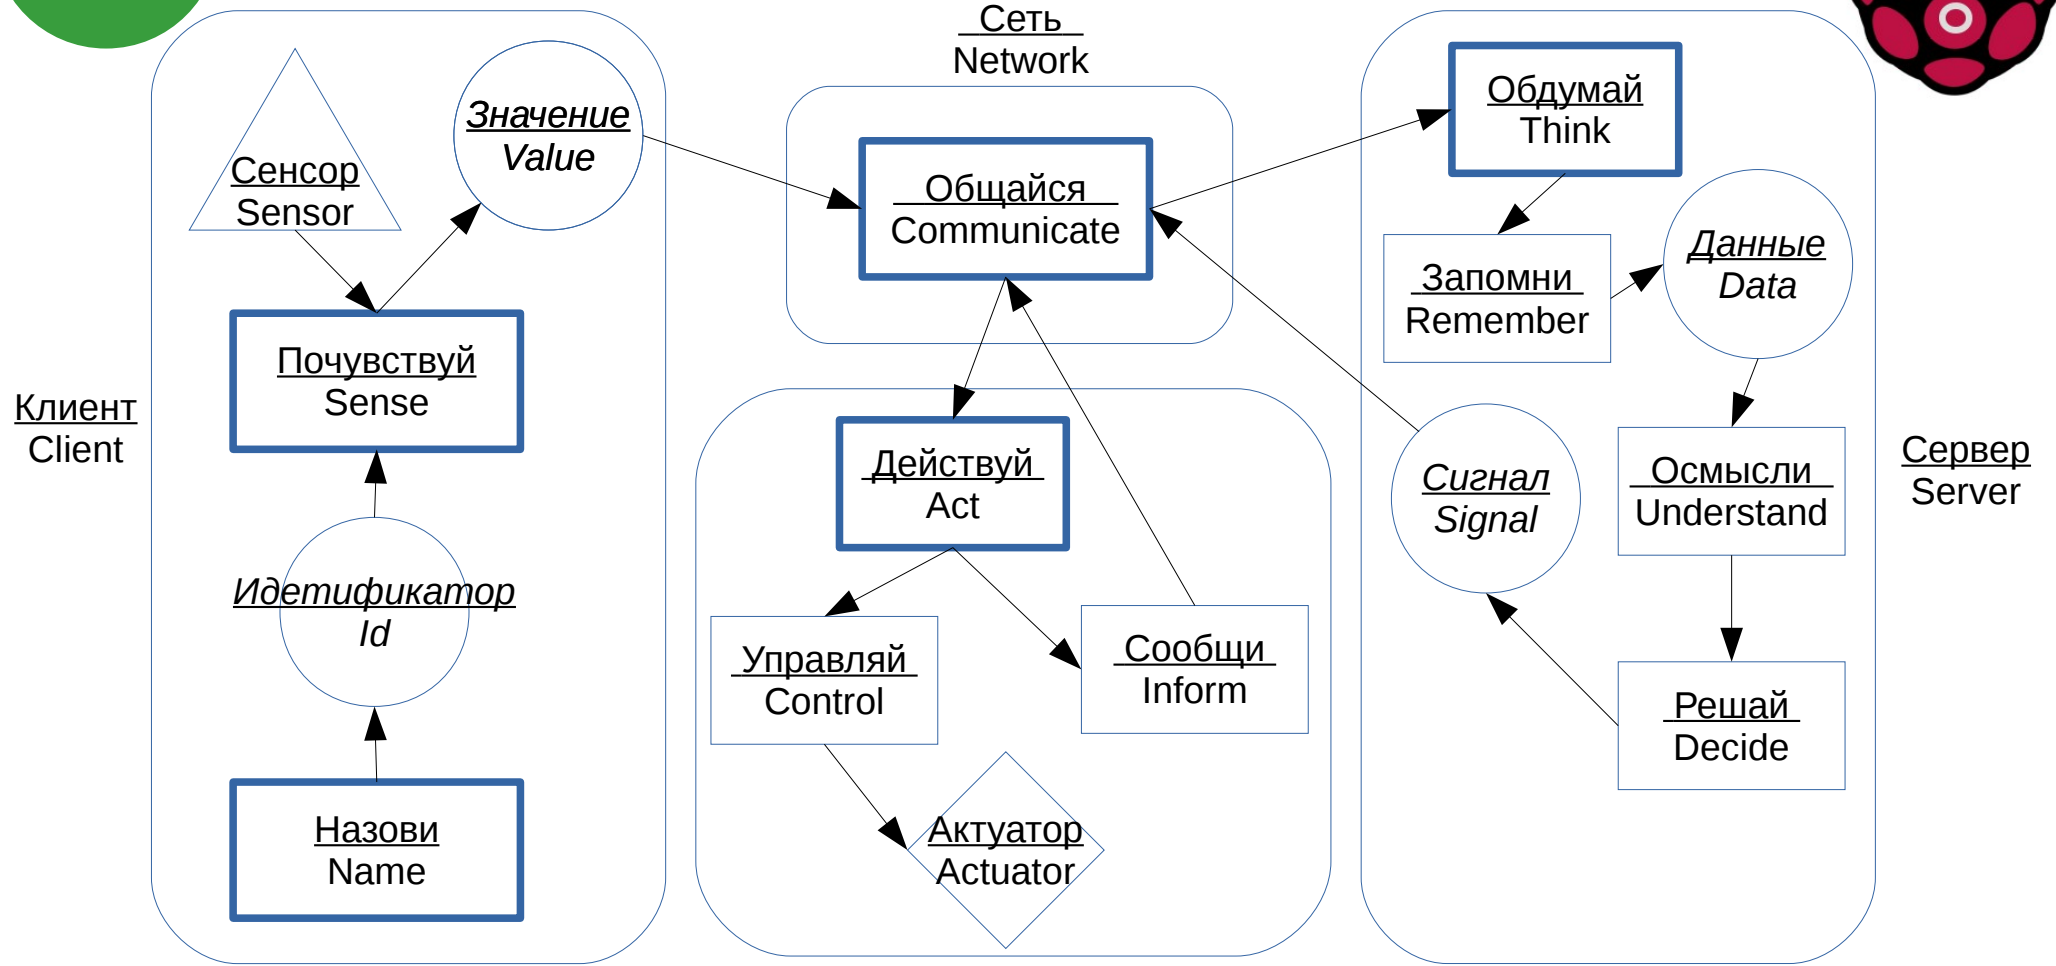 Сеть
Network
Сенсор
Sensor
Значение
Value
Почувствуй
Sense
Клиент
Client
Идетификатор
Id
Назови
Name
Общайся
Communicate
Действуй
Act
Управляй
Control
Сообщи
Inform
Актуатор
Actuator
Обдумай
Think
Запомни
Remember
Данные
Data
Осмысли
Understand
Сигнал
Signal
Решай
Decide
Сервер
Server